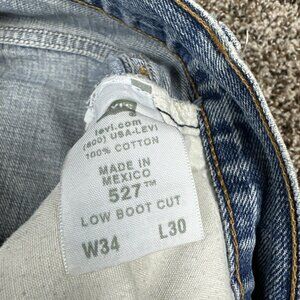 levi.com
(800) USA-LEVI
100% COTTON
MADE IN
MEXICO
527™
LOW BOOT CUT
W34 L30